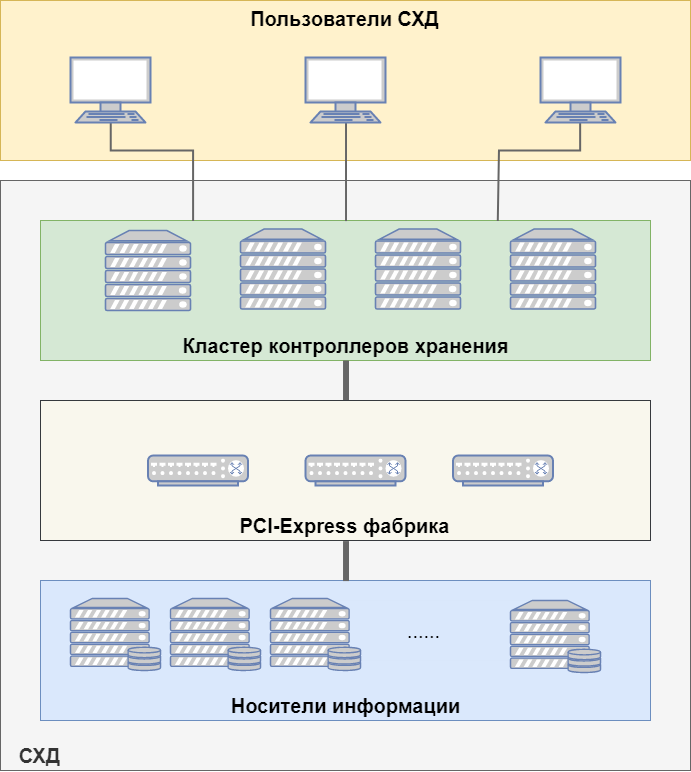 Пользователи СХД
Кластер контроллеров хранения
PCI-Express фабрика
......
Носители информации
СХД